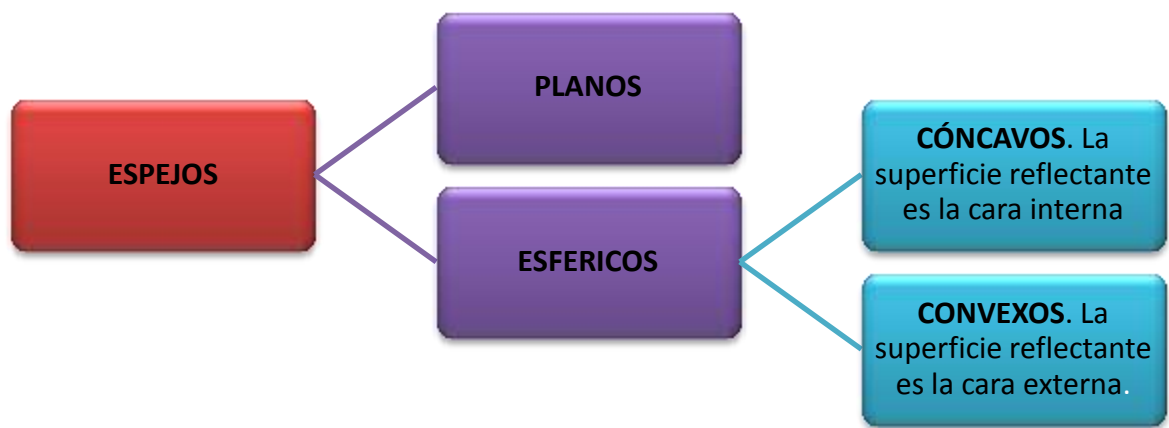 ESPEJOS
PLANOS
ESFERICOS
CÓNCAVOS. La
superficie reflectante
es la cara interna
CONVEXOS. La
superficie reflectante
es la cara externa.